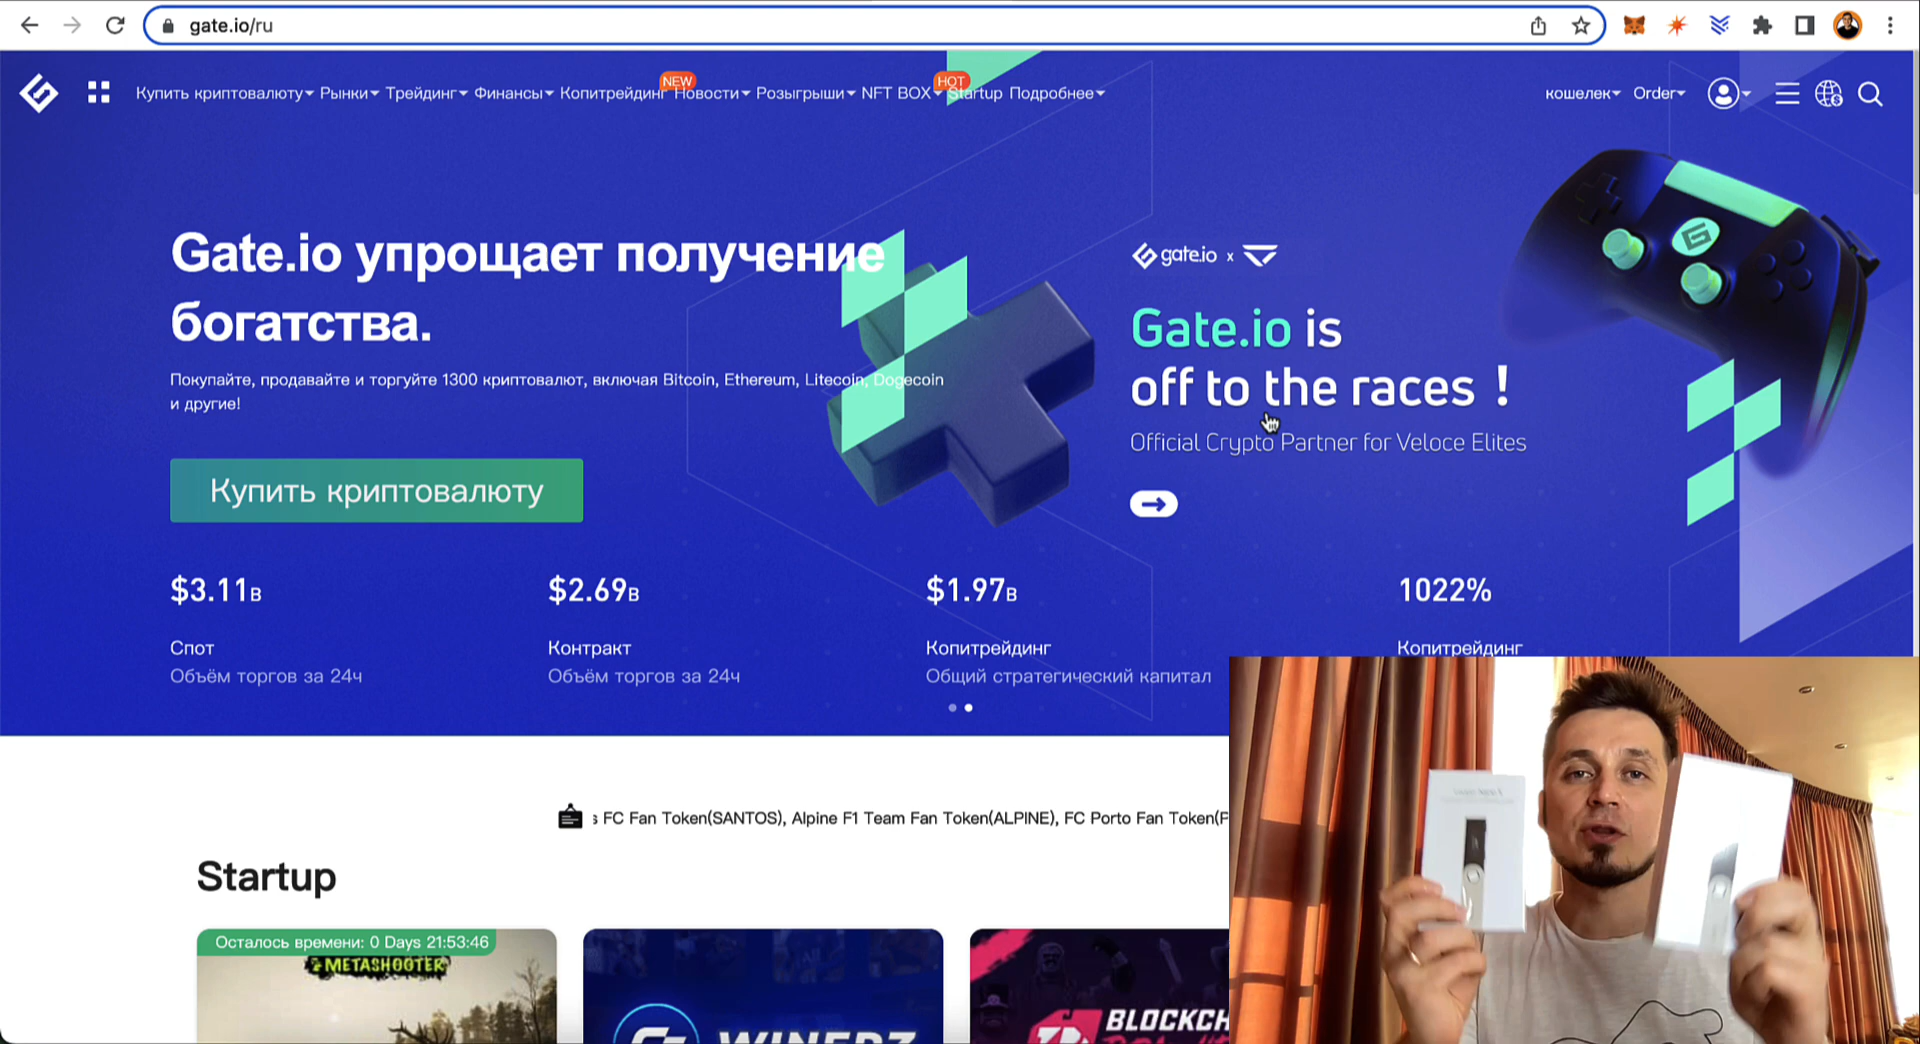 gate.io/ru
Купить криптовалюту Рынки Трейдинг Финансы Копитрейдинг NEW Новости Розыгрыши NFT BOX HOT Startup Подробнее кошелек Order
Gate.io упрощает получение
богатства.
Покупайте, продавайте и торгуйте 1300 криптовалют, включая Bitcoin, Ethereum, Litecoin, Dogecoin
и другие!
Купить криптовалюту
gate.io x
Gate.io is
off to the races !
Official Crypto Partner for Veloce Elites
$3.11B
Спот
Объём торгов за 24ч
$2.69B
Контракт
Объём торгов за 24ч
$1.97B
Копитрейдинг
Общий стратегический капитал
1022%
Копитрейдинг
s FC Fan Token(SANTOS), Alpine F1 Team Fan Token(ALPINE), FC Porto Fan Token(
Startup
Осталось времени: 0 Days 21:53:46
METASHOOTER
WINERZ
BLOCKCH